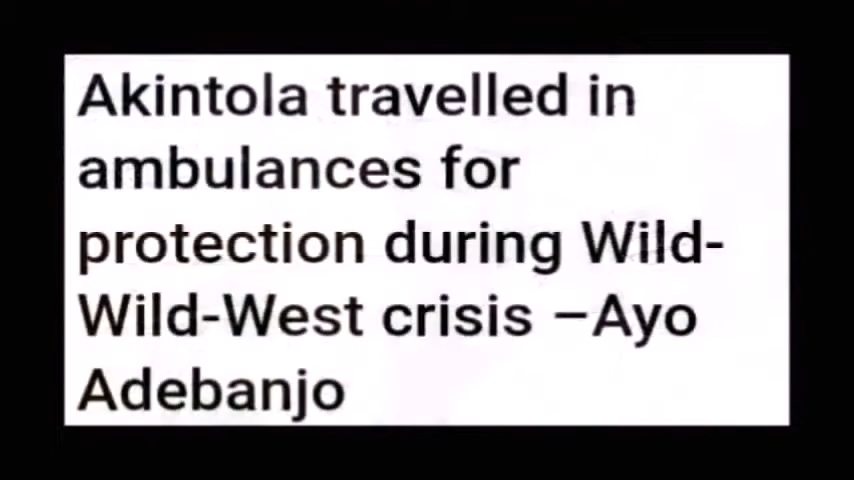 Akintola travelled in
ambulances for
protection during Wild-
Wild-West crisis –Ayo
Adebanjo